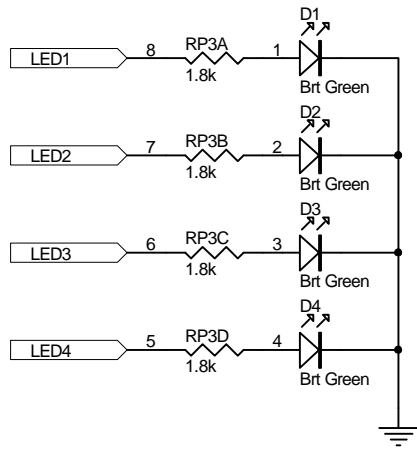 D1
LED1 8 RP3A 1
1.8k Brt Green
D2
LED2 7 RP3B 2
1.8k Brt Green
D3
LED3 6 RP3C 3
1.8k Brt Green
D4
LED4 5 RP3D 4
1.8k Brt Green